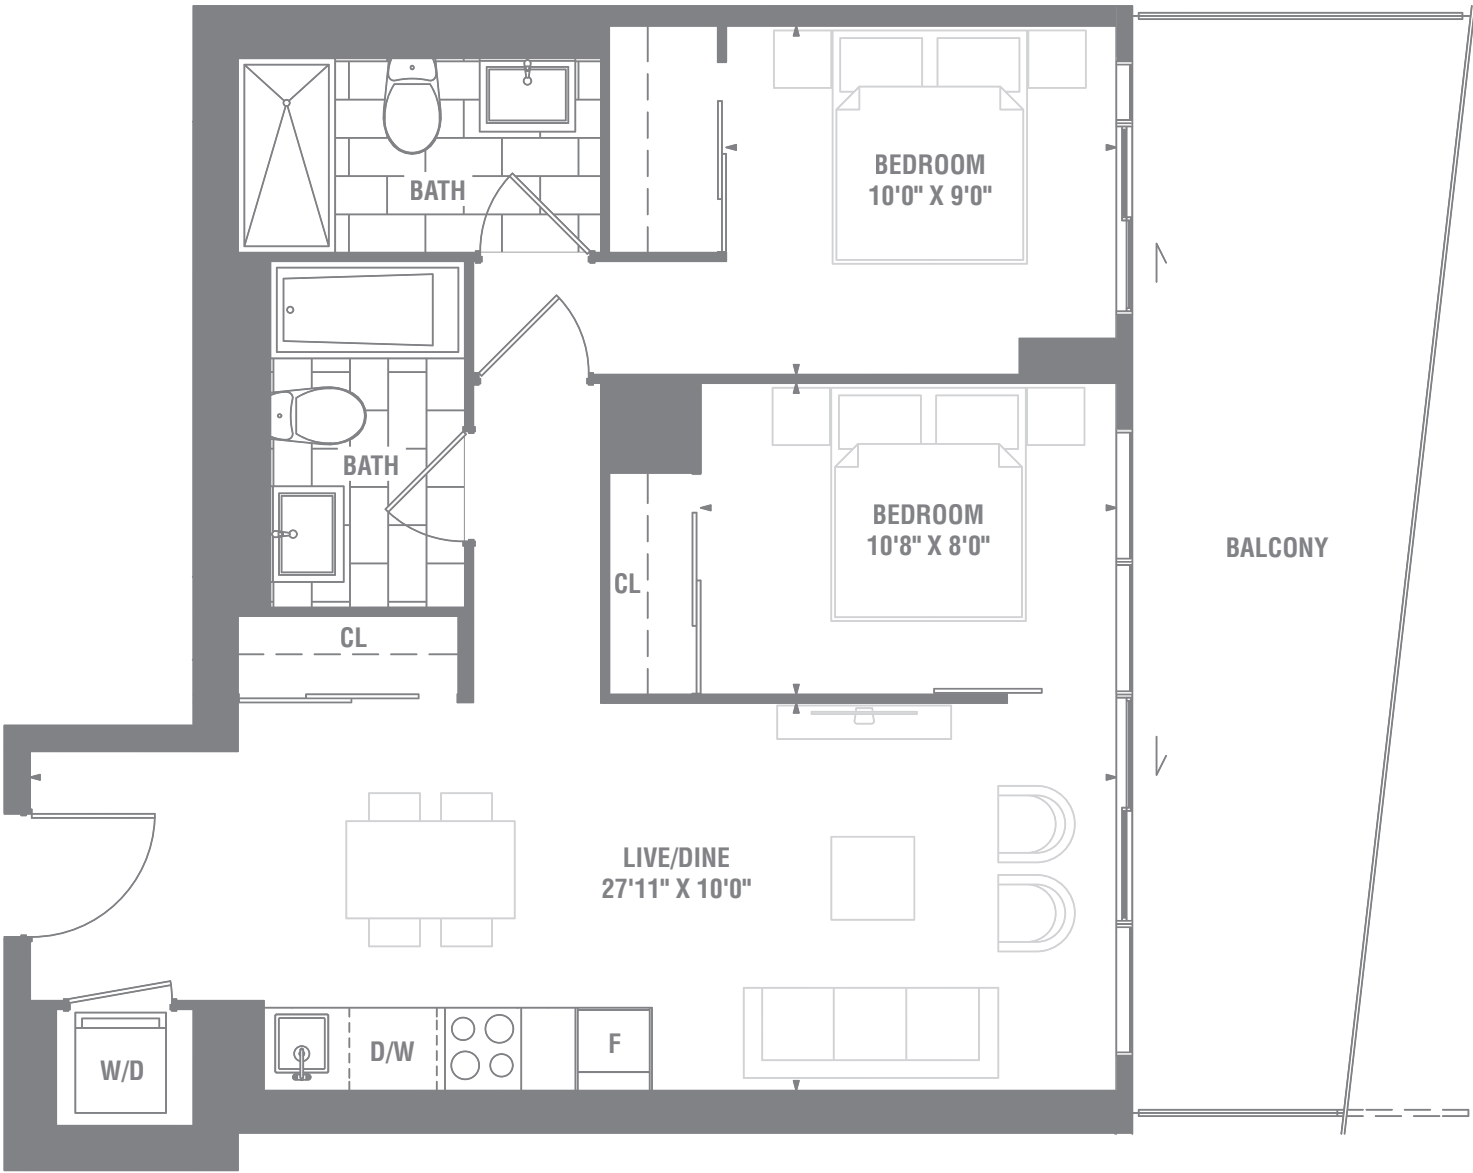 BEDROOM
10'0" X 9'0"
BATH
BATH
BEDROOM
10'8" X 8'0"
BALCONY
CL
CL
LIVE/DINE
27'11" X 10'0"
D/W
F
W/D